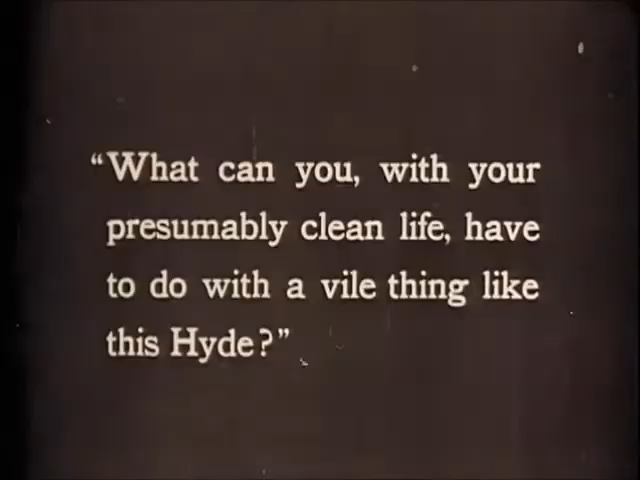 “What can you, with your
presumably clean life, have
to do with a vile thing like
this Hyde?”